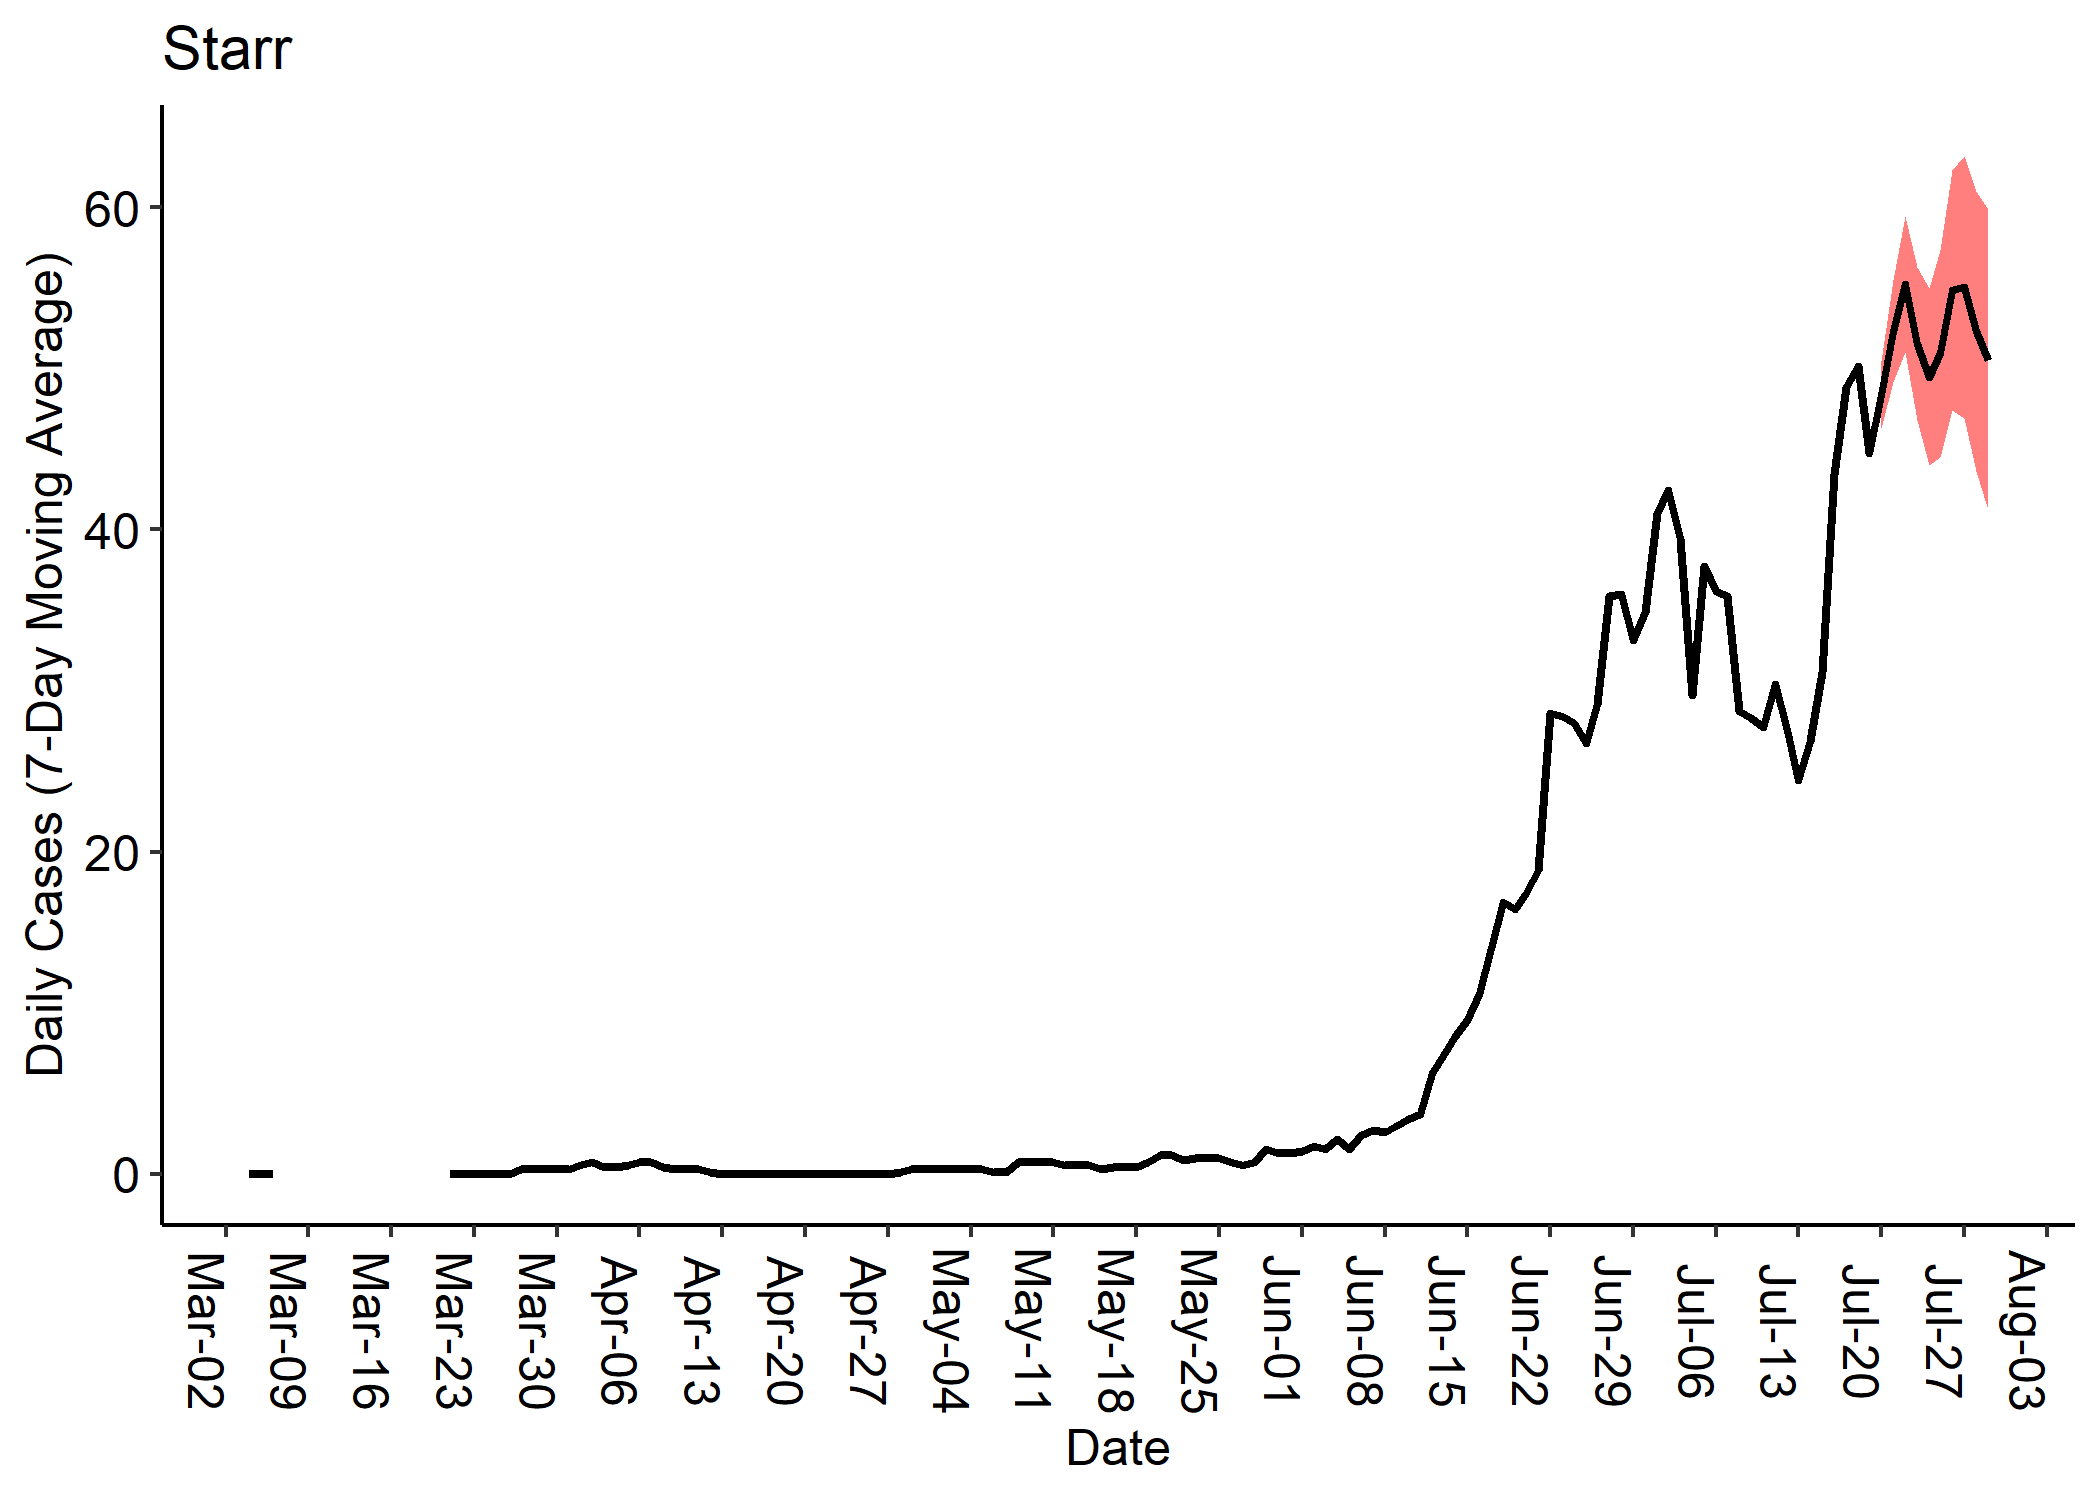 Starr
Daily Cases (7-Day Moving Average)
60
40
20
0
Mar-02
Mar-09
Mar-16
Mar-23
Mar-30
Apr-06
Apr-13
Apr-20
Apr-27
May-04
May-11
May-18
May-25
Jun-01
Jun-08
Jun-15
Jun-22
Jun-29
Jul-06
Jul-13
Jul-20
Jul-27
Aug-03
Date